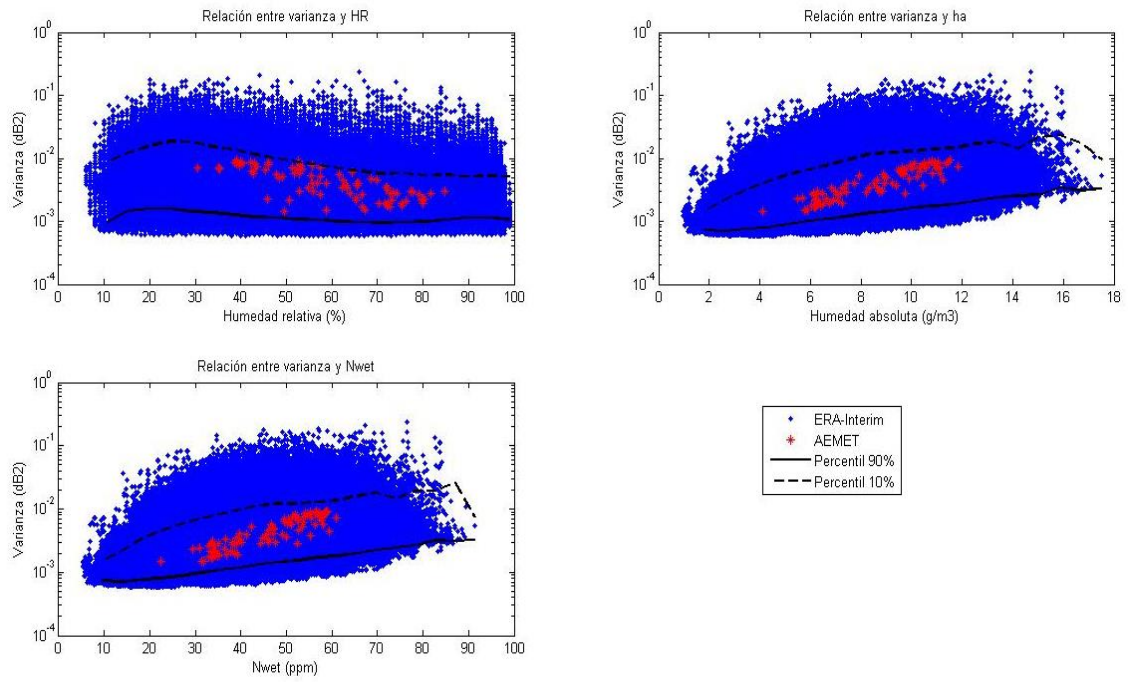 Relación entre varianza y HR
10^0
10^-1
10^-2
10^-3
10^-4
Varianza (dB2)
0 10 20 30 40 50 60 70 80 90 100
Humedad relativa (%)
Relación entre varianza y ha
10^0
10^-1
10^-2
10^-3
10^-4
Varianza (dB2)
0 2 4 6 8 10 12 14 16 18
Humedad absoluta (g/m3)
Relación entre varianza y Nwet
10^0
10^-1
10^-2
10^-3
10^-4
Varianza (dB2)
0 10 20 30 40 50 60 70 80 90 100
Nwet (ppm)
ERA-Interim
AEMET
Percentil 90%
Percentil 10%